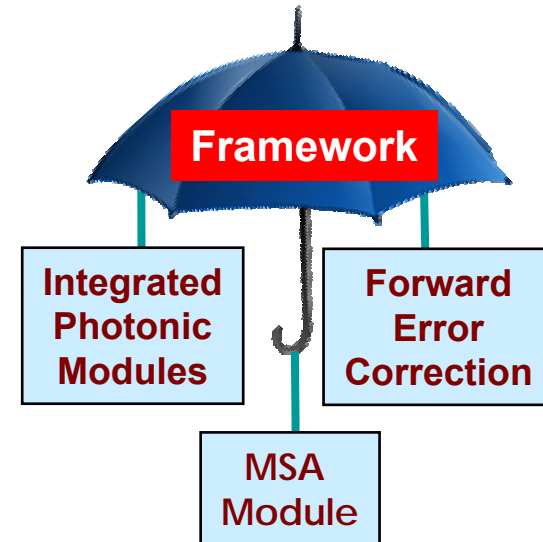 Framework
Integrated
Photonic
Modules
Forward
Error
Correction
MSA
Module